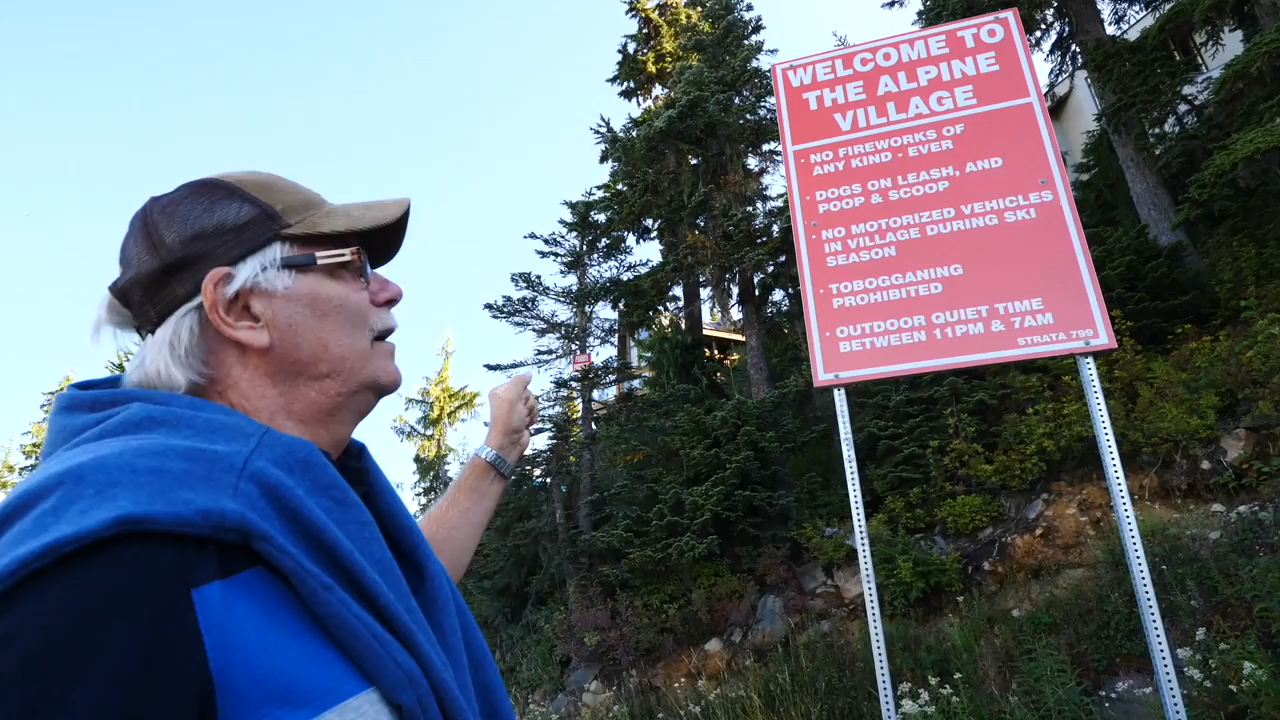 WELCOME TO
THE ALPINE
VILLAGE
· NO FIREWORKS OF
ANY KIND - EVER
· DOGS ON LEASH, AND
POOP & SCOOP
· NO MOTORIZED VEHICLES
IN VILLAGE DURING SKI
SEASON
· TOBOGGANING
PROHIBITED
· OUTDOOR QUIET TIME
BETWEEN 11PM & 7AM
STRATA 799